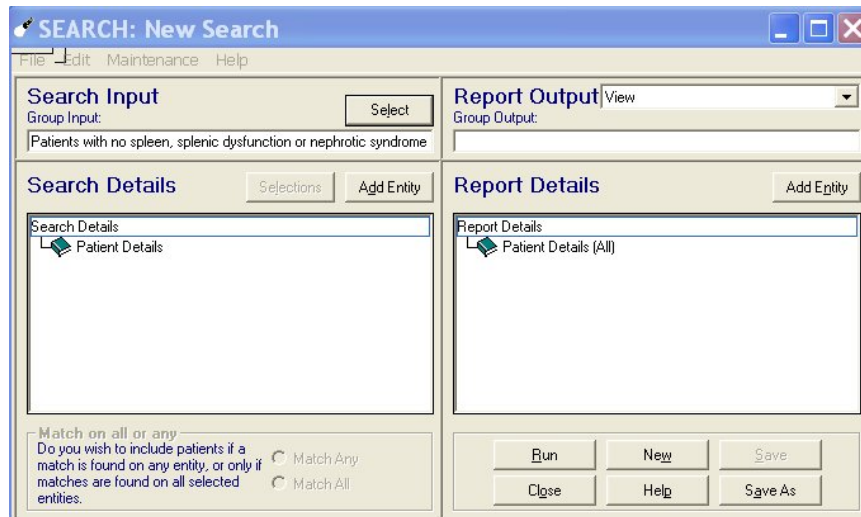 SEARCH: New Search
File Edit Maintenance Help
Search Input
Select
Group Input:
Patients with no spleen, splenic dysfunction or nephrotic syndrome
Report Output
View
Group Output:
Search Details
Selections
Add Entity
Search Details
Patient Details
Report Details
Add Entity
Report Details
Patient Details (All)
Match on all or any
Do you wish to include patients if a
match is found on any entity, or only if
matches are found on all selected
entities.
Match Any
Match All
Run New Save
Close Help Save As